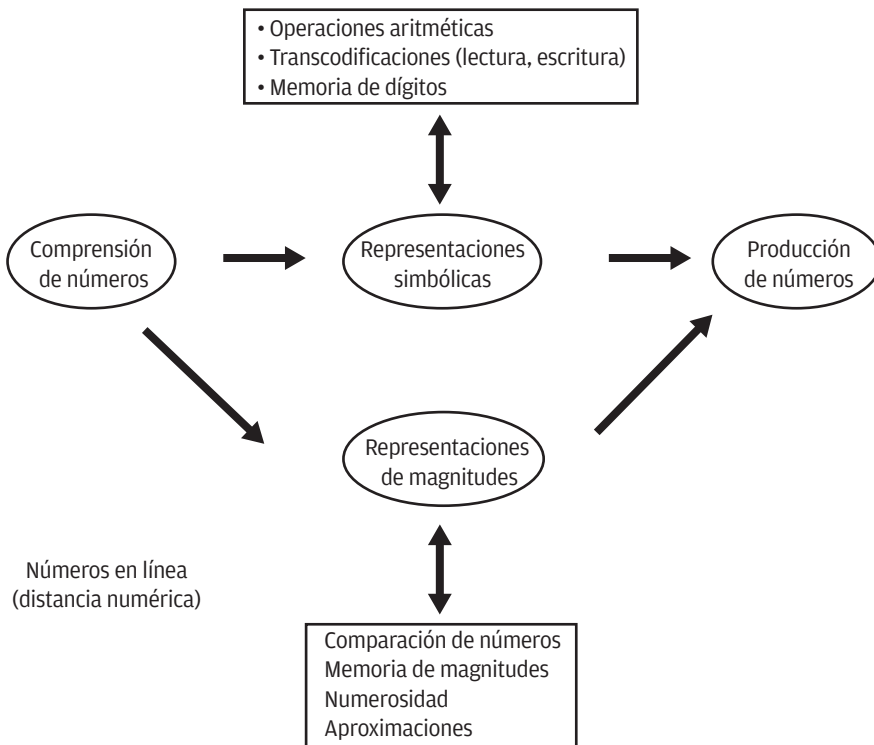 • Operaciones aritméticas
• Transcodificaciones (lectura, escritura)
• Memoria de dígitos
Comprensión
de números
Representaciones
simbólicas
Producción
de números
Representaciones
de magnitudes
Números en línea
(distancia numérica)
Comparación de números
Memoria de magnitudes
Numerosidad
Aproximaciones